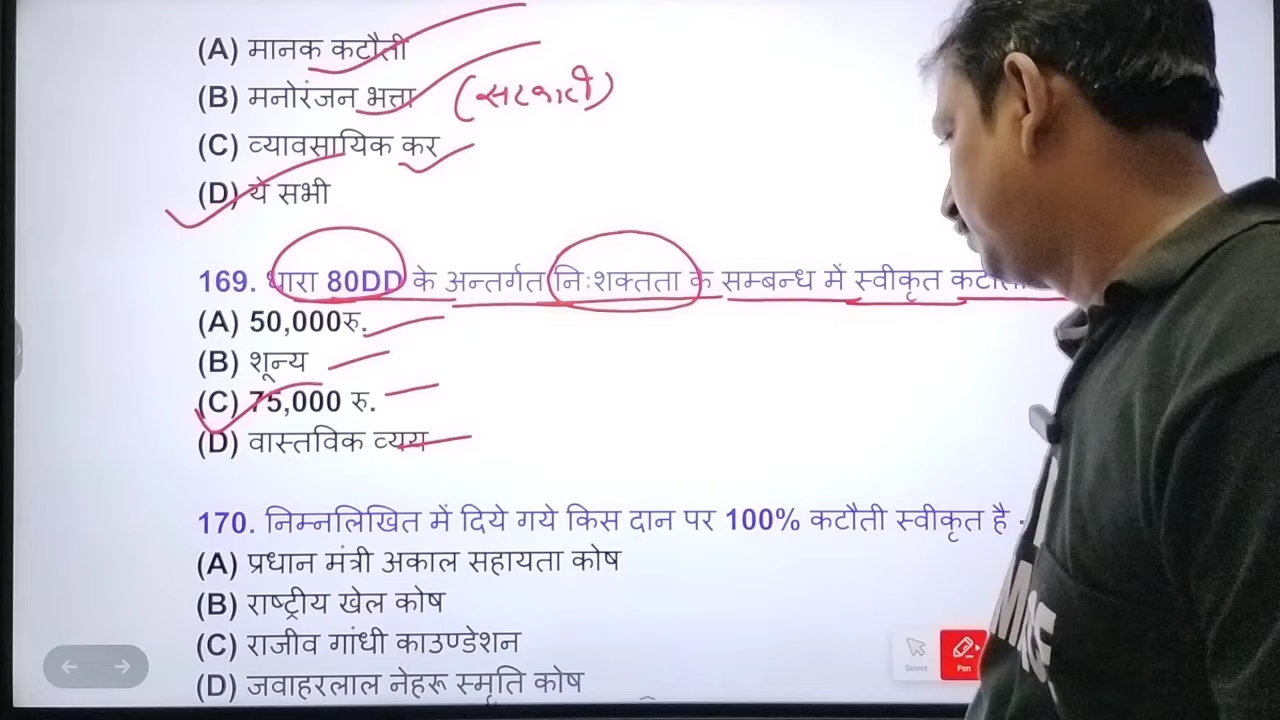 (A) मानक कटौती
(B) मनोरंजन भत्ता (सरकारी)
(C) व्यावसायिक कर
(D) ये सभी
169. धारा 80DD के अन्तर्गत निःशक्तता के सम्बन्ध में स्वीकृत
(A) 50,000रु.
(B) शून्य
(C) 75,000 रु.
(D) वास्तविक व्यय
170. निम्नलिखित में दिये गये किस दान पर 100% कटौती स्वीकृत है -
(A) प्रधान मंत्री अकाल सहायता कोष
(B) राष्ट्रीय खेल कोष
(C) राजीव गांधी काउण्डेशन
(D) जवाहरलाल नेहरू स्मृति कोष
Select
Pen